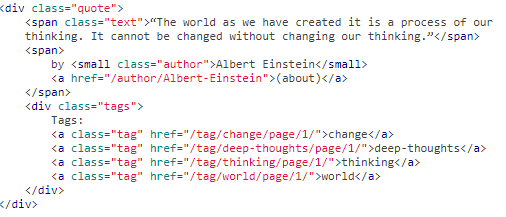 <div class="quote">
    <span class="text">“The world as we have created it is a process of our
    thinking. It cannot be changed without changing our thinking.”</span>
    <span>
        by <small class="author">Albert Einstein</small>
        <a href="/author/Albert-Einstein">(about)</a>
    </span>
    <div class="tags">
        Tags:
        <a class="tag" href="/tag/change/page/1/">change</a>
        <a class="tag" href="/tag/deep-thoughts/page/1/">deep-thoughts</a>
        <a class="tag" href="/tag/thinking/page/1/">thinking</a>
        <a class="tag" href="/tag/world/page/1/">world</a>
    </div>
</div>